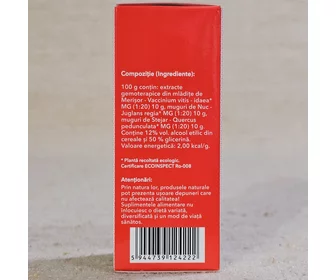 Compoziție (Ingrediente):
100 g conțin: extracte
gemoterapice din mlădițe de
Merișor - Vaccinium vitis - idaea*
MG (1:20) 10 g, muguri de Nuc-
Juglans regia* MG (1:20) 10 g,
muguri de Stejar - Quercus
pedunculata* MG (1:20) 10 g.
Conține 12% vol. alcool etilic din
cereale și 50 % glicerină.
Valoare energetică: 2,00 kcal/g.
* Plantă recoltată ecologic.
Certificare ECOINSPECT Ro-008
Atenționări:
Prin natura lor, produsele naturale
pot prezenta ușoare depuneri care
nu afectează calitatea!
Suplimentele alimentare nu
înlocuiesc o dietă variată,
diversificată și un mod de viață
sănătos.
5 944739 124222